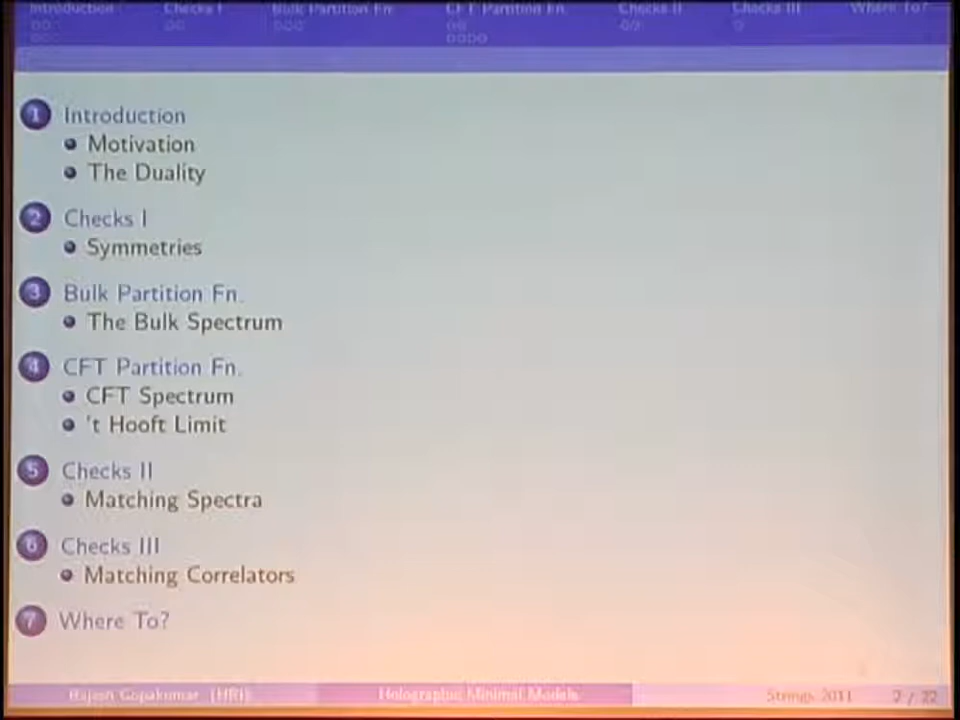 Introduction Checks I Bulk Partition Fn. CFT Partition Fn. Checks II Checks III Where To?
1 Introduction
Motivation
The Duality
2 Checks I
Symmetries
3 Bulk Partition Fn.
The Bulk Spectrum
4 CFT Partition Fn.
CFT Spectrum
't Hooft Limit
5 Checks II
Matching Spectra
6 Checks III
Matching Correlators
7 Where To?
Rajesh Gopakumar (HRI) Holographic Minimal Models Strings 2011 2 / 22